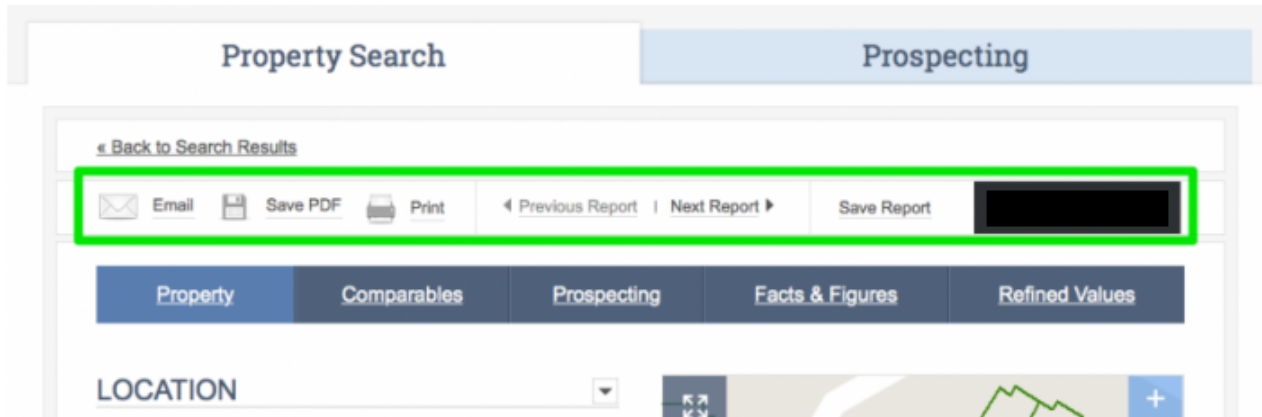 Property Search Prospecting
« Back to Search Results
Email Save PDF Print Previous Report | Next Report Save Report
Property Comparables Prospecting Facts & Figures Refined Values
LOCATION
+